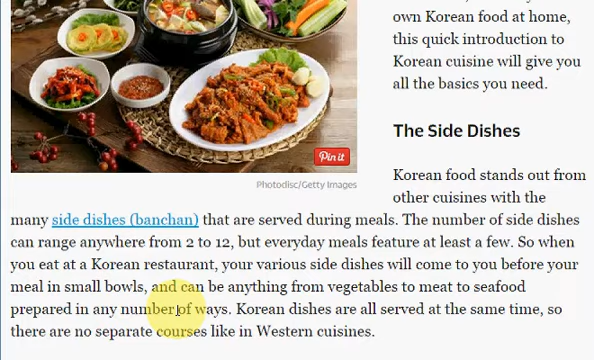 own Korean food at home,
this quick introduction to
Korean cuisine will give you
all the basics you need.
Pin it
Photodisc/Getty Images
The Side Dishes
Korean food stands out from
other cuisines with the
many side dishes (banchan) that are served during meals. The number of side dishes
can range anywhere from 2 to 12, but everyday meals feature at least a few. So when
you eat at a Korean restaurant, your various side dishes will come to you before your
meal in small bowls, and can be anything from vegetables to meat to seafood
prepared in any number of ways. Korean dishes are all served at the same time, so
there are no separate courses like in Western cuisines.